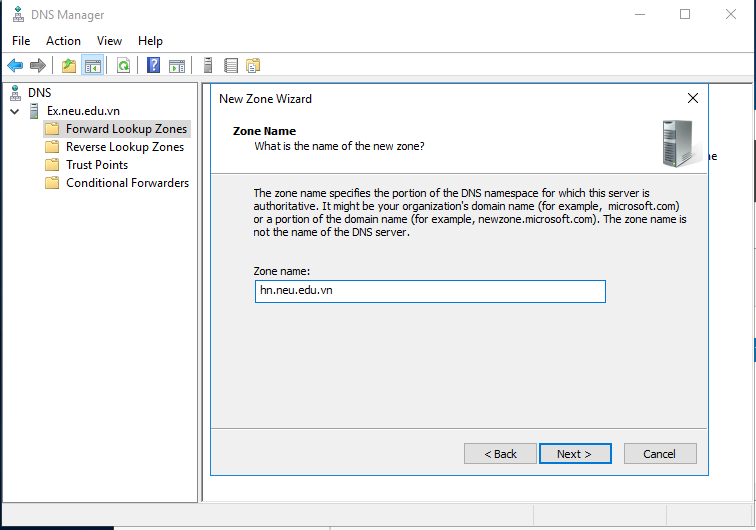 DNS Manager
File Action View Help
DNS
Ex.neu.edu.vn
Forward Lookup Zones
Reverse Lookup Zones
Trust Points
Conditional Forwarders
New Zone Wizard
Zone Name
What is the name of the new zone?
The zone name specifies the portion of the DNS namespace for which this server is
authoritative. It might be your organization's domain name (for example, microsoft.com)
or a portion of the domain name (for example, newzone.microsoft.com). The zone name is
not the name of the DNS server.
Zone name:
hn.neu.edu.vn
< Back Next > Cancel